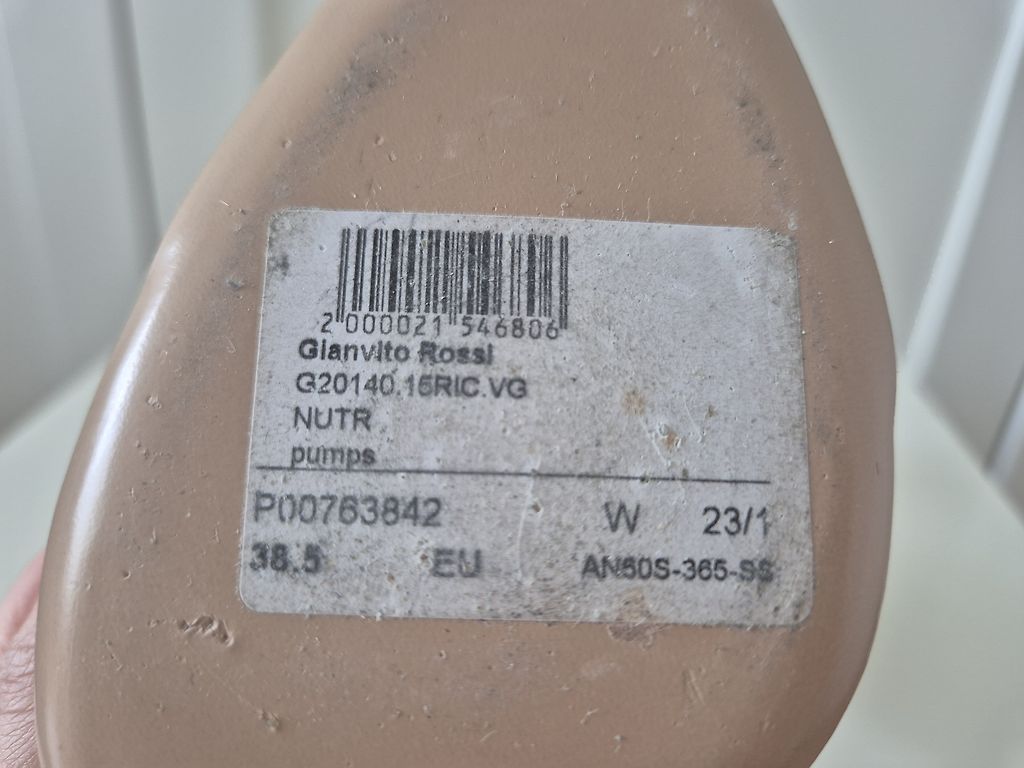 2 000021 546806
Gianvito Rossi
G20140.15RIC.VG
NUTR
pumps
P00763842 W 23/1
38.5 EU AN50S-365-SS